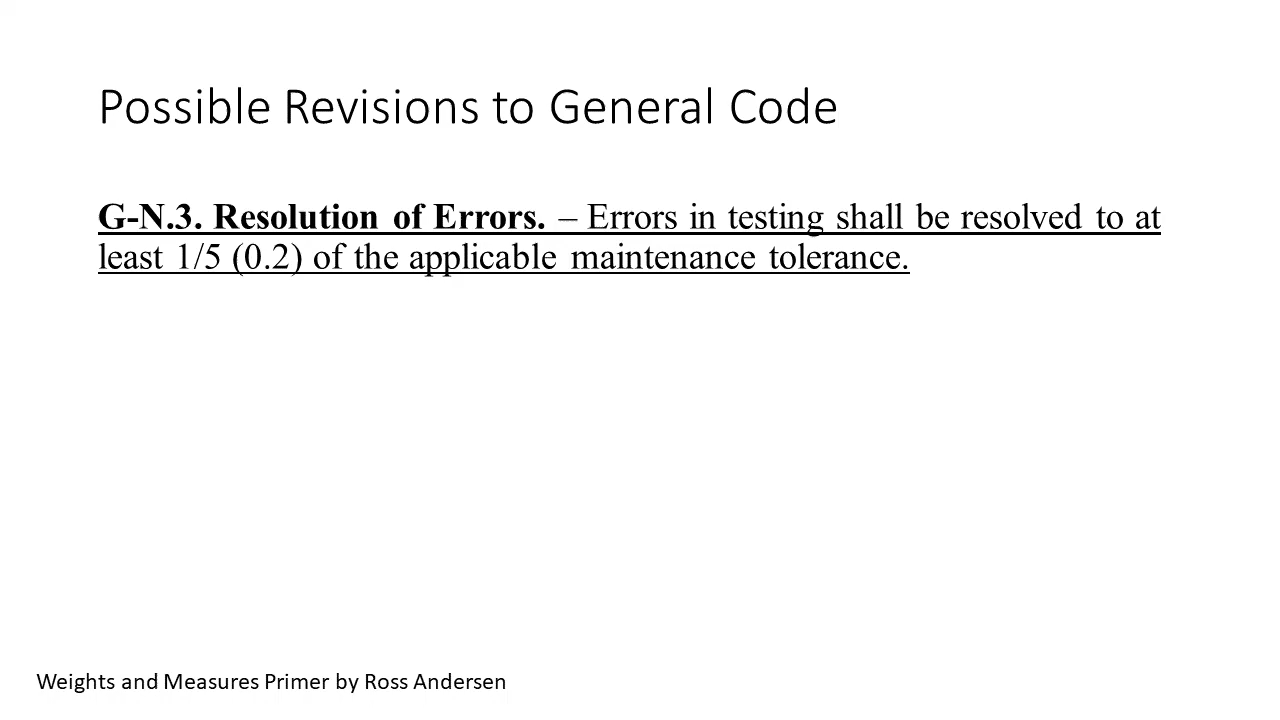 Possible Revisions to General Code
G-N.3. Resolution of Errors. – Errors in testing shall be resolved to at
least 1/5 (0.2) of the applicable maintenance tolerance.
Weights and Measures Primer by Ross Andersen